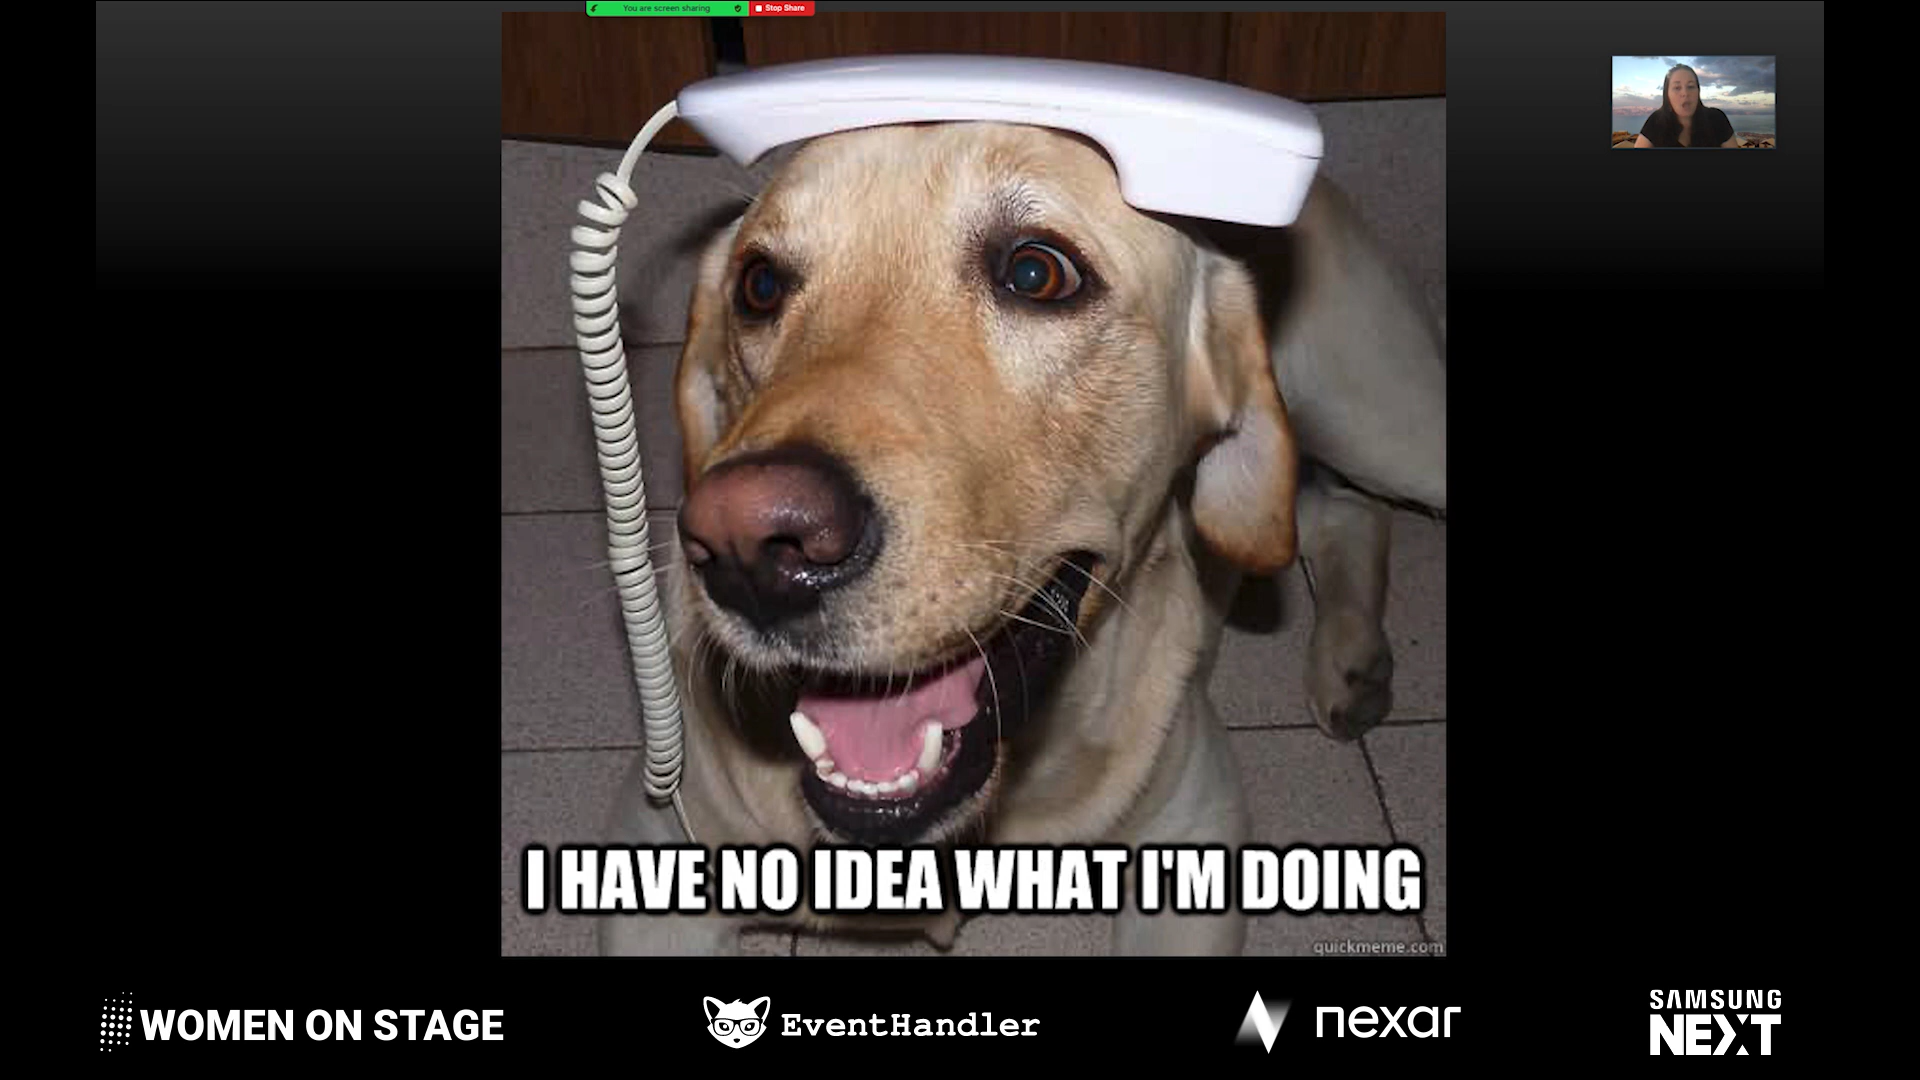 You are screen sharing
Stop Share
I HAVE NO IDEA WHAT I'M DOING
quickmeme.com
WOMEN ON STAGE
EventHandler
nexar
SAMSUNG
NEXT